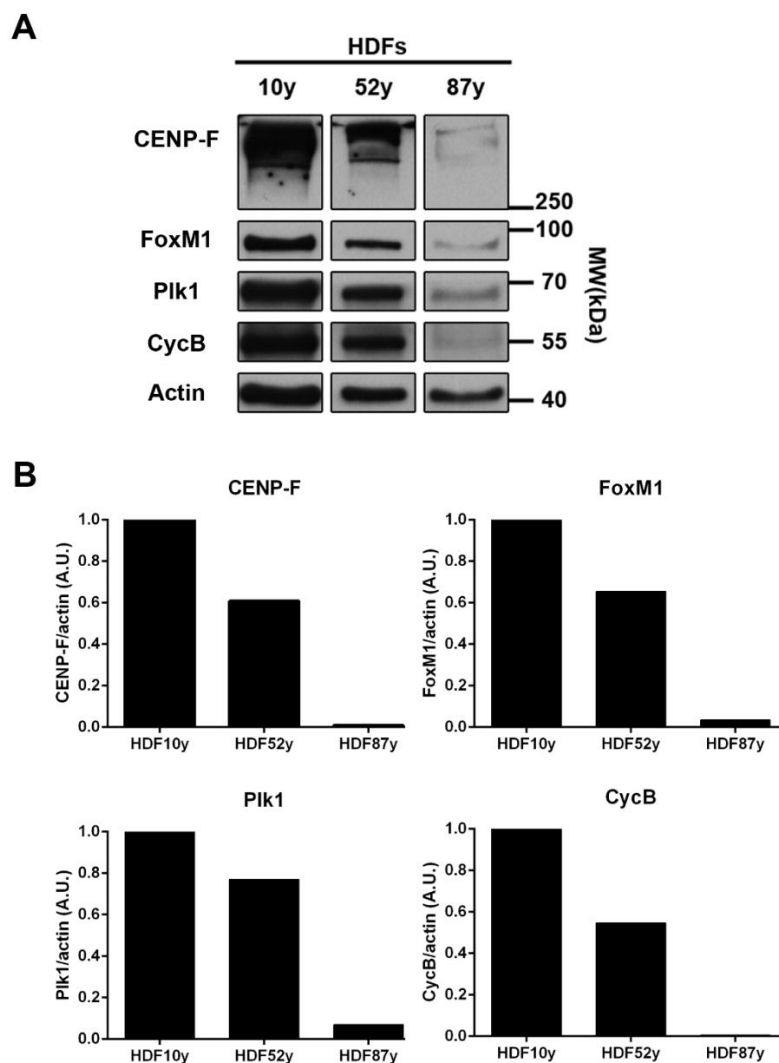 A
HDFs
10y 52y 87y
CENP-F
250
100
FoxM1
70
Plk1
MW(kDa)
CycB
55
Actin
40
B
CENP-F
CENP-F/actin (A.U.)
1.0
0.8
0.6
0.4
0.2
0.0
HDF10y HDF52y HDF87y
FoxM1
FoxM1/actin (A.U.)
1.0
0.8
0.6
0.4
0.2
0.0
HDF10y HDF52y HDF87y
Plk1
Plk1/actin (A.U.)
1.0
0.8
0.6
0.4
0.2
0.0
HDF10y HDF52y HDF87y
CycB
CycB/actin (A.U.)
1.0
0.8
0.6
0.4
0.2
0.0
HDF10y HDF52y HDF87y